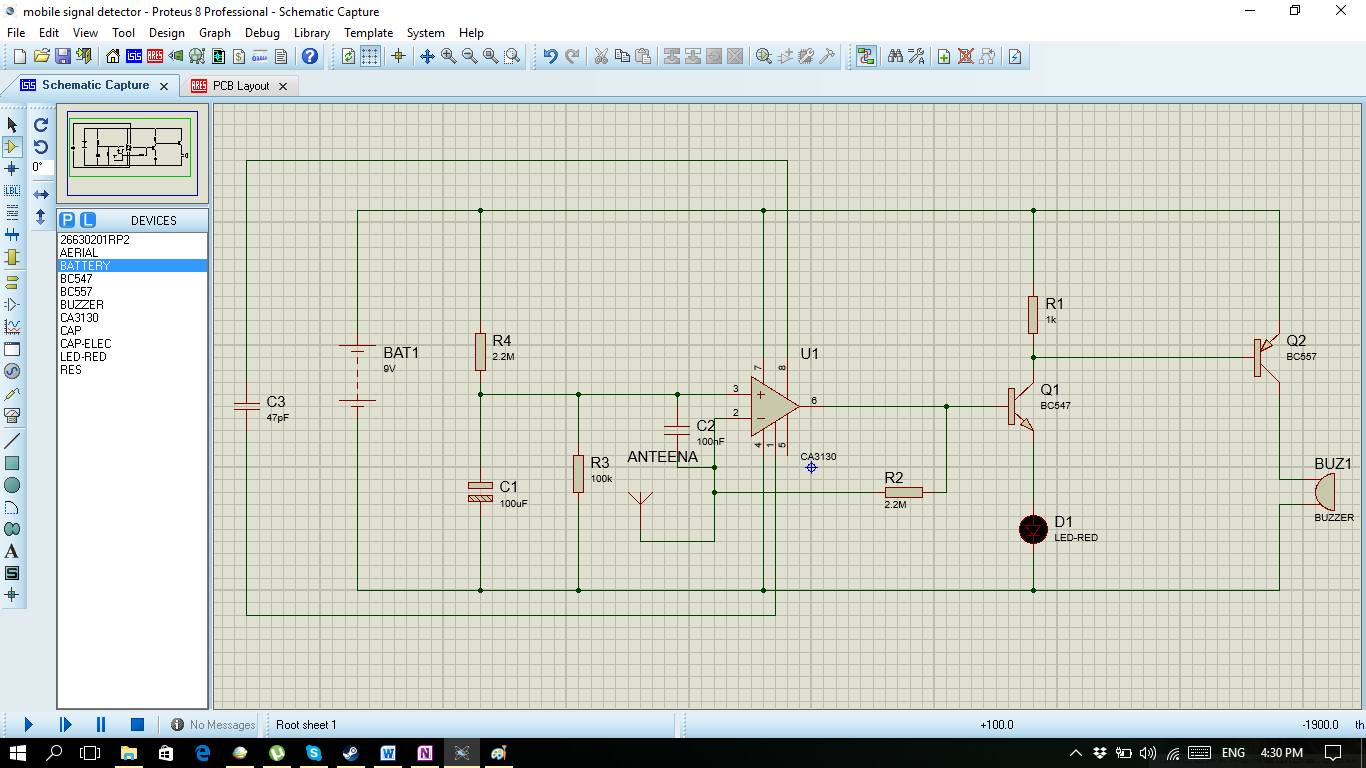 mobile signal detector - Proteus 8 Professional - Schematic Capture
File Edit View Tool Design Graph Debug Library Template System Help
Schematic Capture
PCB Layout
0°
LBL
P L DEVICES
26630201RP2
AERIAL
BATTERY
BC547
BC557
BUZZER
CA3130
CAP
CAP-ELEC
LED-RED
RES
A
S
C3
47pF
BAT1
9V
R4
2.2M
C1
100uF
R3
100k
ANTEENA
C2
100nF
U1
7
8
3
2
6
4
1
5
CA3130
R2
2.2M
R1
1k
Q1
BC547
D1
LED-RED
Q2
BC557
BUZ1
BUZZER
No Messages
Root sheet 1
+100.0
-1900.0
th
ENG
4:30 PM